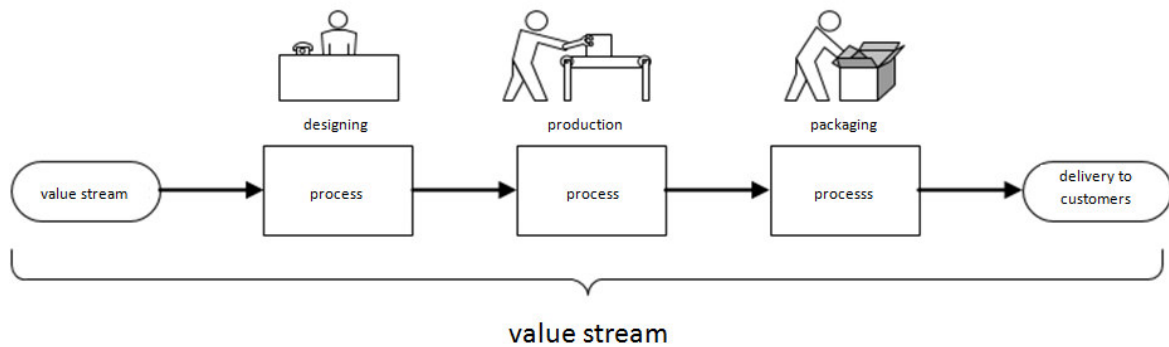 designing
production
packaging
value stream
process
process
processs
delivery to
customers
value stream